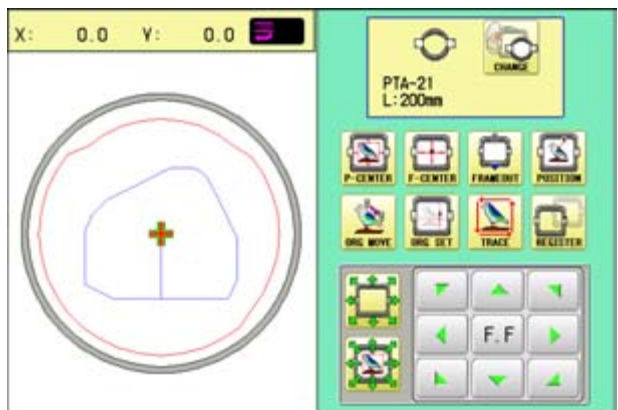 X: 0.0 Y: 0.0
CHANGE
PTA-21
L:200mm
P-CENTER F-CENTER FRAMEOUT POSITION
ORG MOVE ORG SET TRACE REGISTER
F.F